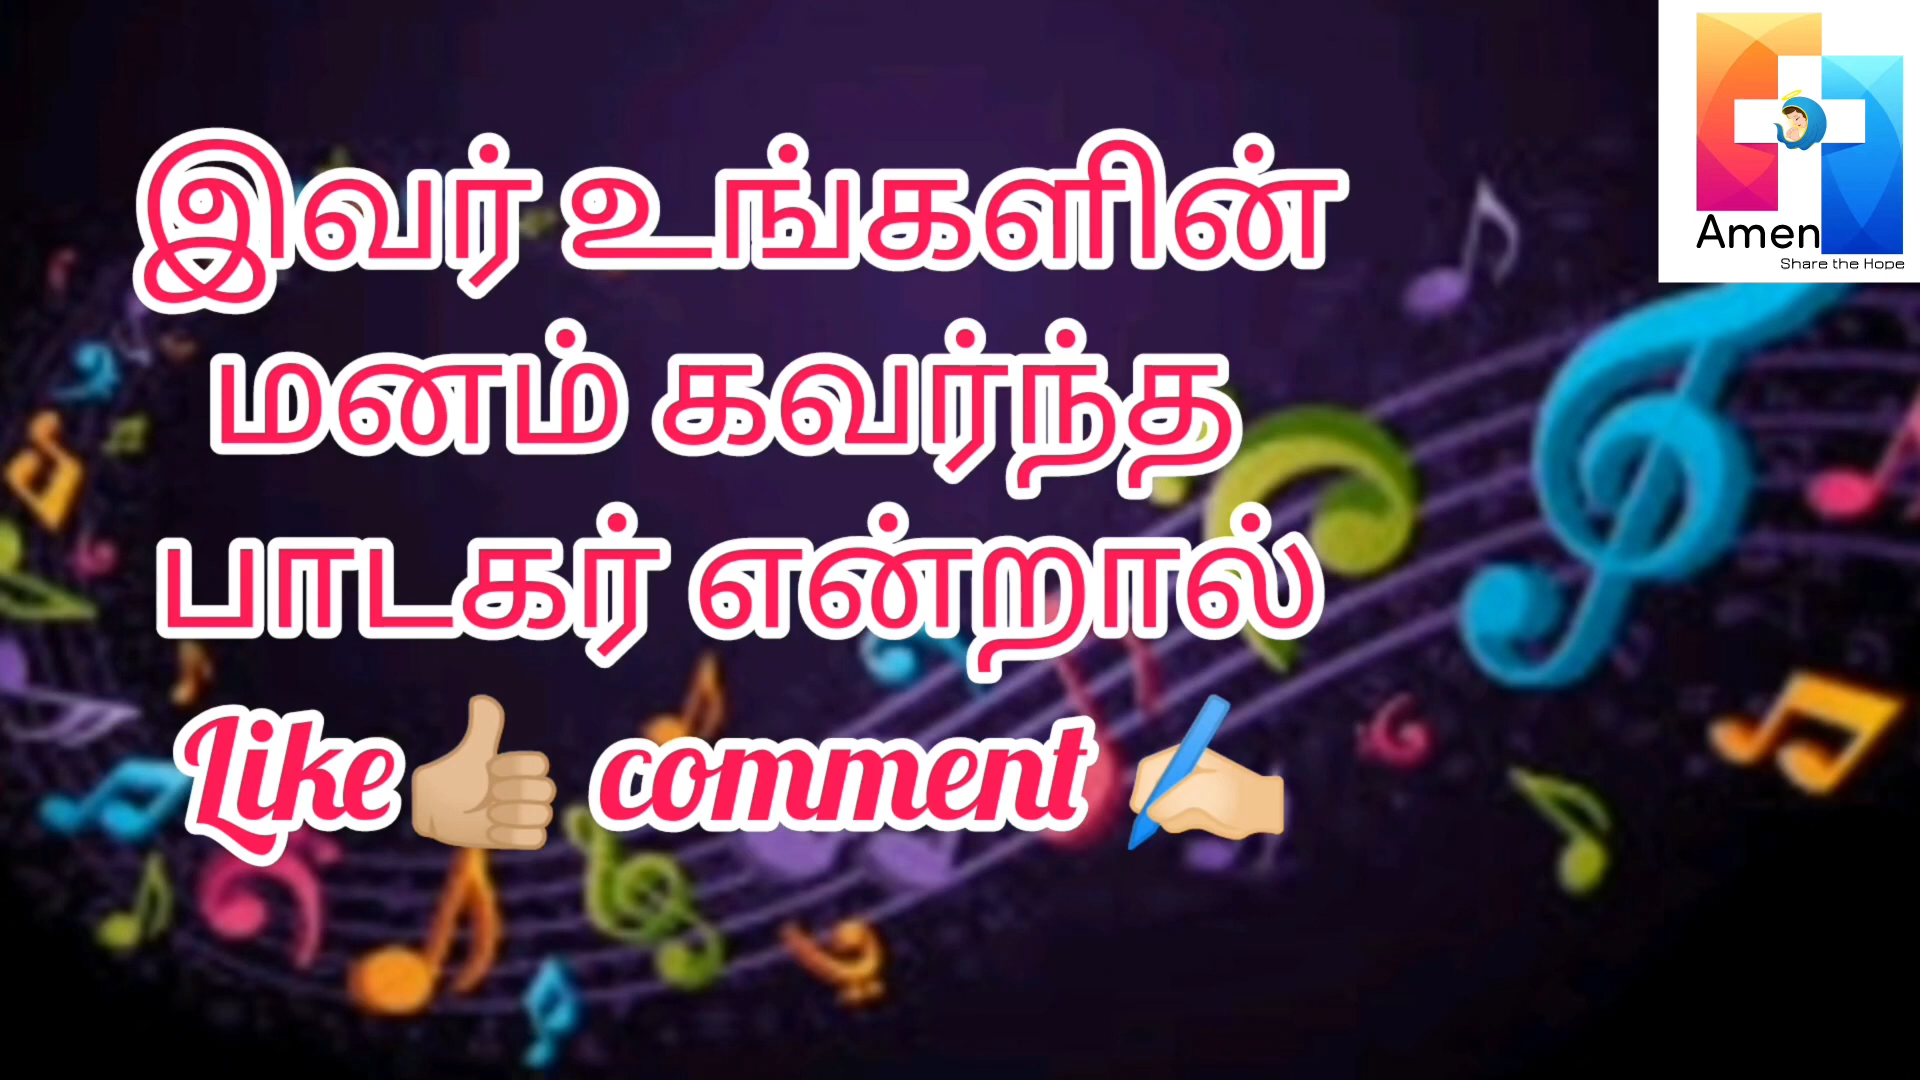 இவர் உங்களின்
மனம் கவர்ந்த
பாடகர் என்றால்
Like👍🏼 comment ✍🏻
Amen
Share the Hope